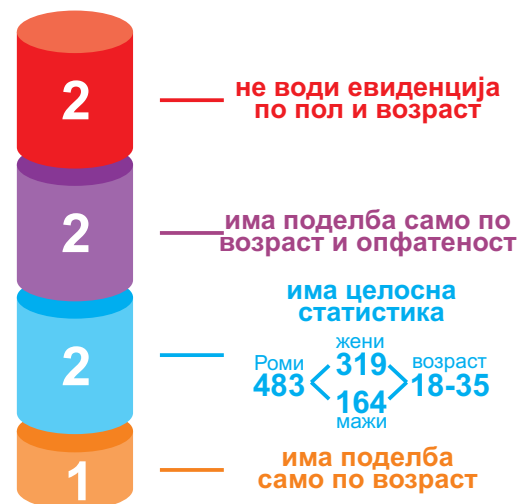 2
не води евиденција
по пол и возраст
2
има поделба само по
возраст и опфатеност
2
има целосна
статистика
жени
Роми 319 возраст
483 18-35
164
мажи
1
има поделба
само по возраст